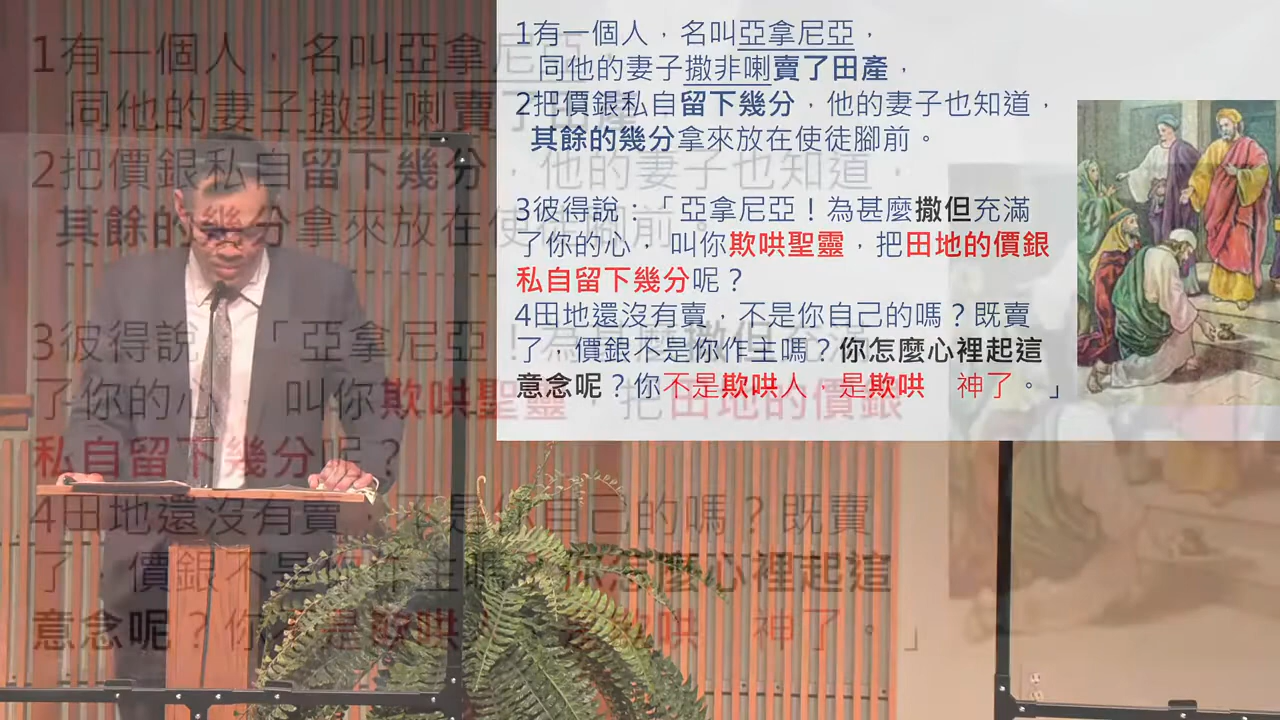 1有一個人，名叫亞拿尼亞，
同他的妻子撒非喇賣了田產，
2把價銀私自留下幾分，他的妻子也知道，
其餘的幾分拿來放在使徒腳前。
3彼得說：「亞拿尼亞！為甚麼撒但充滿
了你的心， 叫你欺哄聖靈，把田地的價銀
私自留下幾分呢？
4田地還沒有賣，不是你自己的嗎？既賣
了，價銀不是你作主嗎？你怎麼心裡起這
意念呢？你不是欺哄人，是欺哄　神了。」